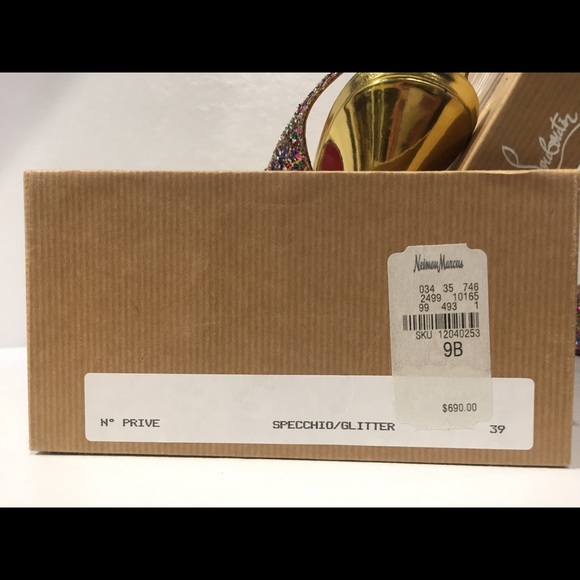 Louboutin
Neiman Marcus
034 35 746
2499 10165
99 493 1
SKU 12040253
9B
$690.00
N° PRIVE SPECCHIO/GLITTER 39